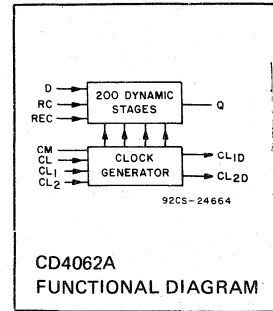 D
RC
REC
200 DYNAMIC
STAGES
Q
CM
CL
CL1
CL2
CLOCK
GENERATOR
CL1D
CL2D
92CS-24664
CD4062A
FUNCTIONAL DIAGRAM